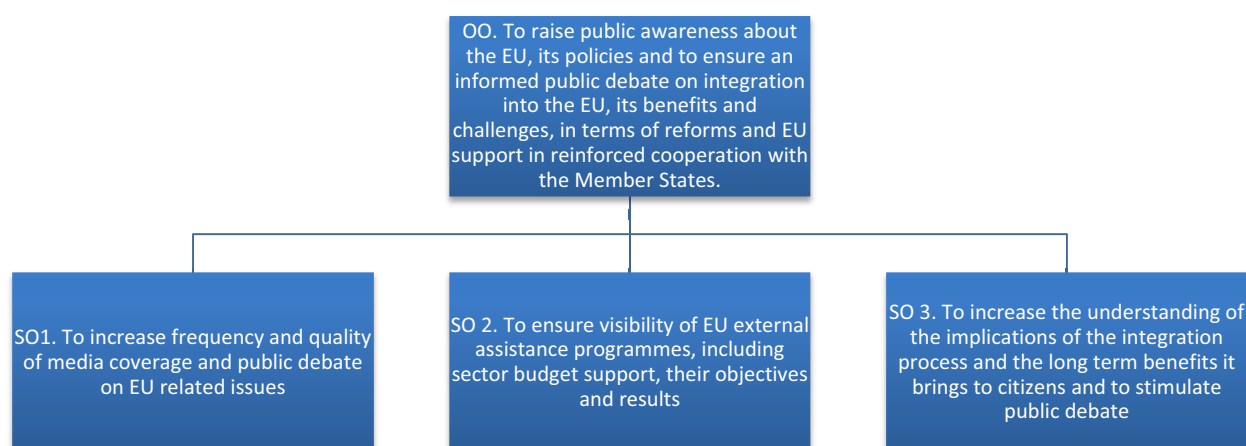 OO. To raise public awareness about
the EU, its policies and to ensure an
informed public debate on integration
into the EU, its benefits and
challenges, in terms of reforms and EU
support in reinforced cooperation with
the Member States.
SO1. To increase frequency and quality
of media coverage and public debate
on EU related issues
SO 2. To ensure visibility of EU external
assistance programmes, including
sector budget support, their objectives
and results
SO 3. To increase the understanding of
the implications of the integration
process and the long term benefits it
brings to citizens and to stimulate
public debate